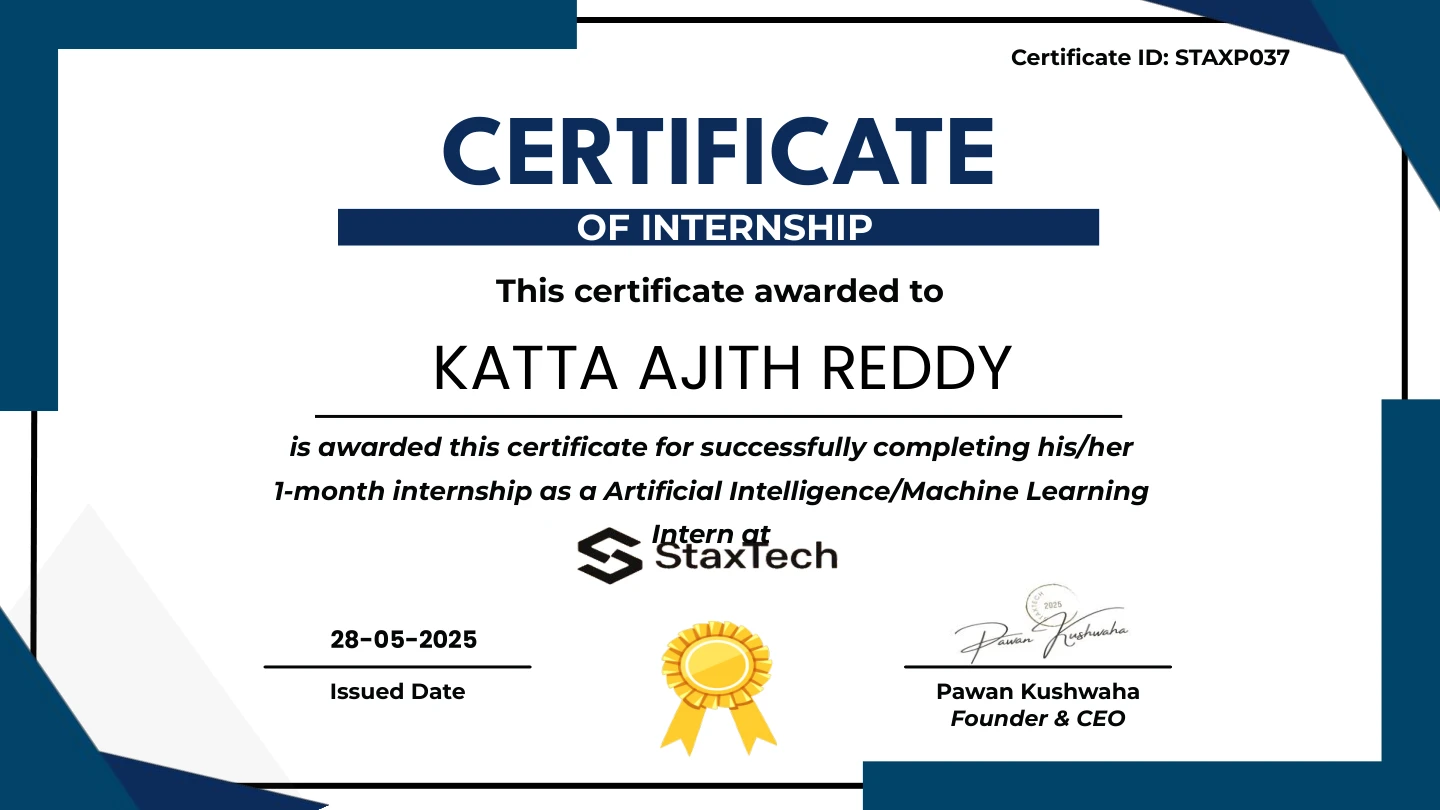 Certificate ID: STAXP037
CERTIFICATE
OF INTERNSHIP
This certificate awarded to
KATTA AJITH REDDY
is awarded this certificate for successfully completing his/her
1-month internship as a Artificial Intelligence/Machine Learning
Intern at
StaxTech
28-05-2025
Issued Date
STAXTECH
2025
Pawan Kushwaha
Pawan Kushwaha
Founder & CEO